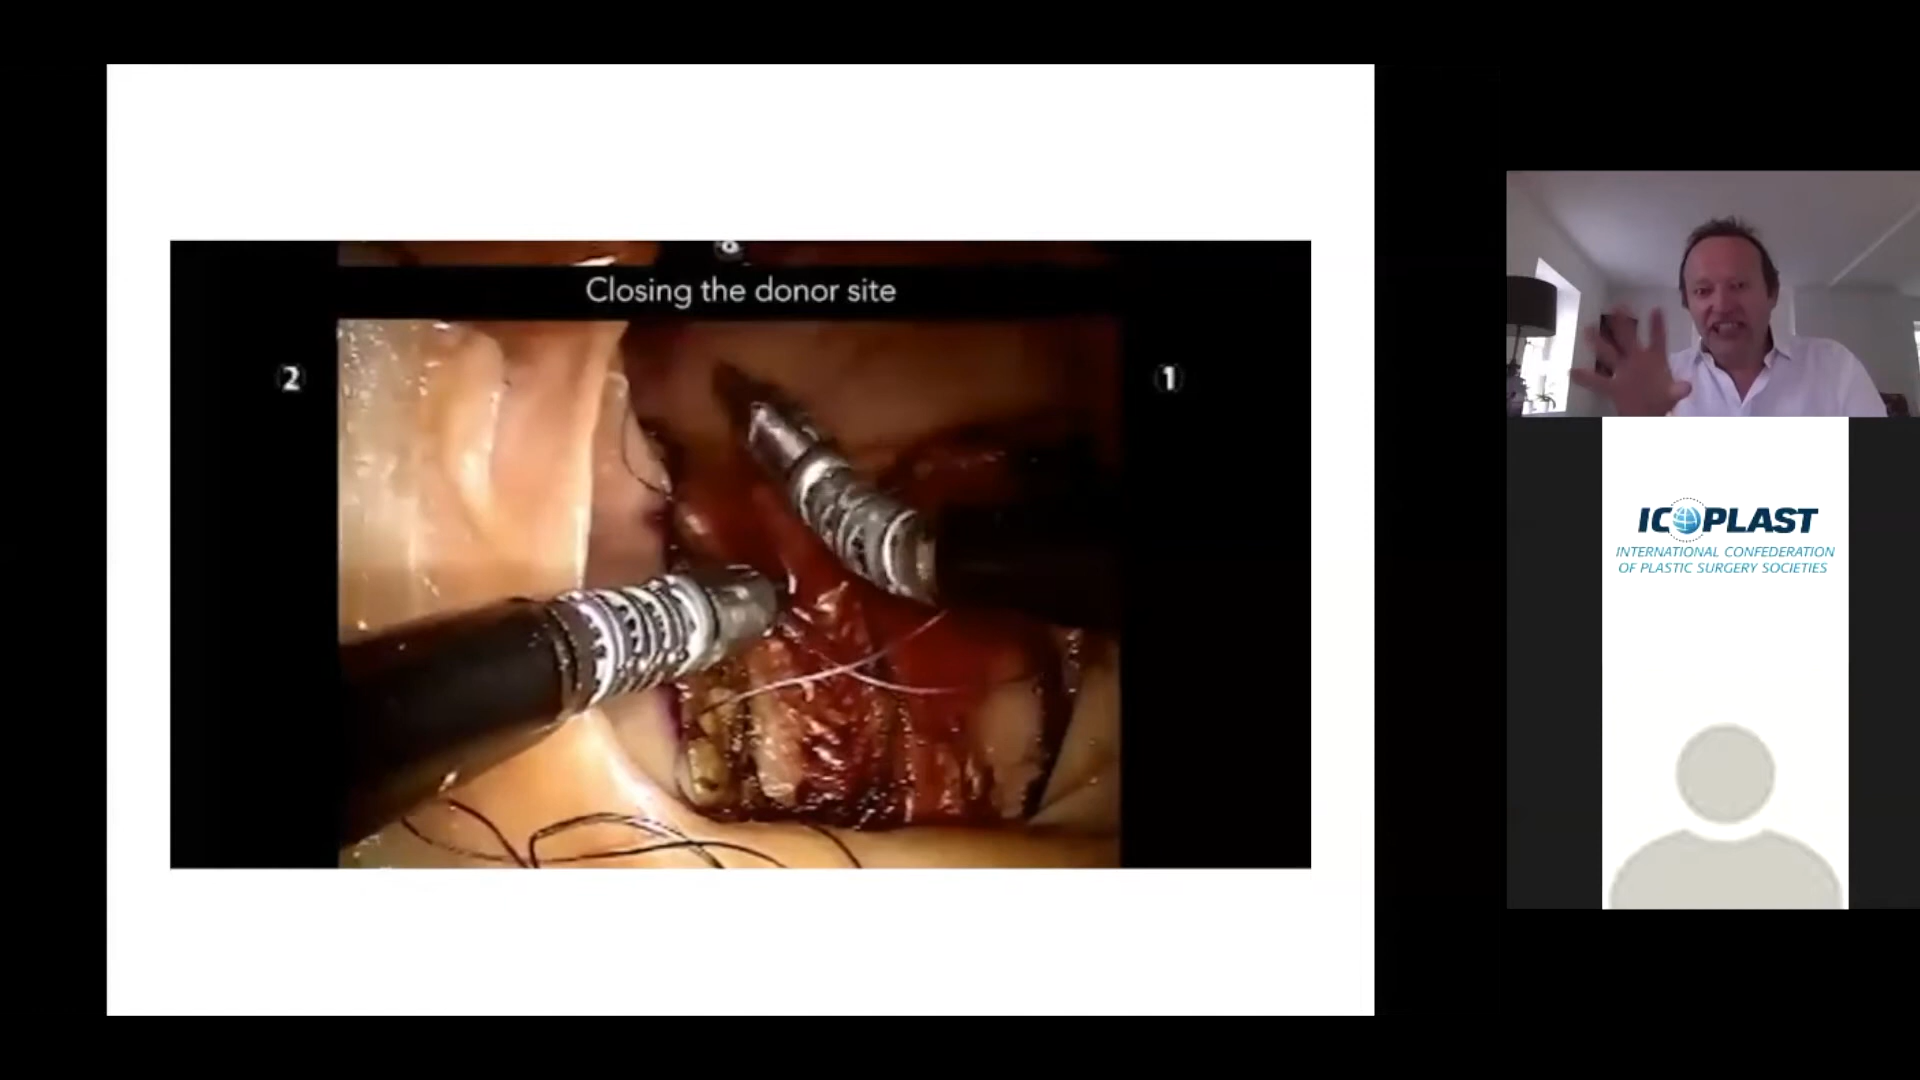 Closing the donor site
2
1
ICOPLAST
INTERNATIONAL CONFEDERATION
OF PLASTIC SURGERY SOCIETIES